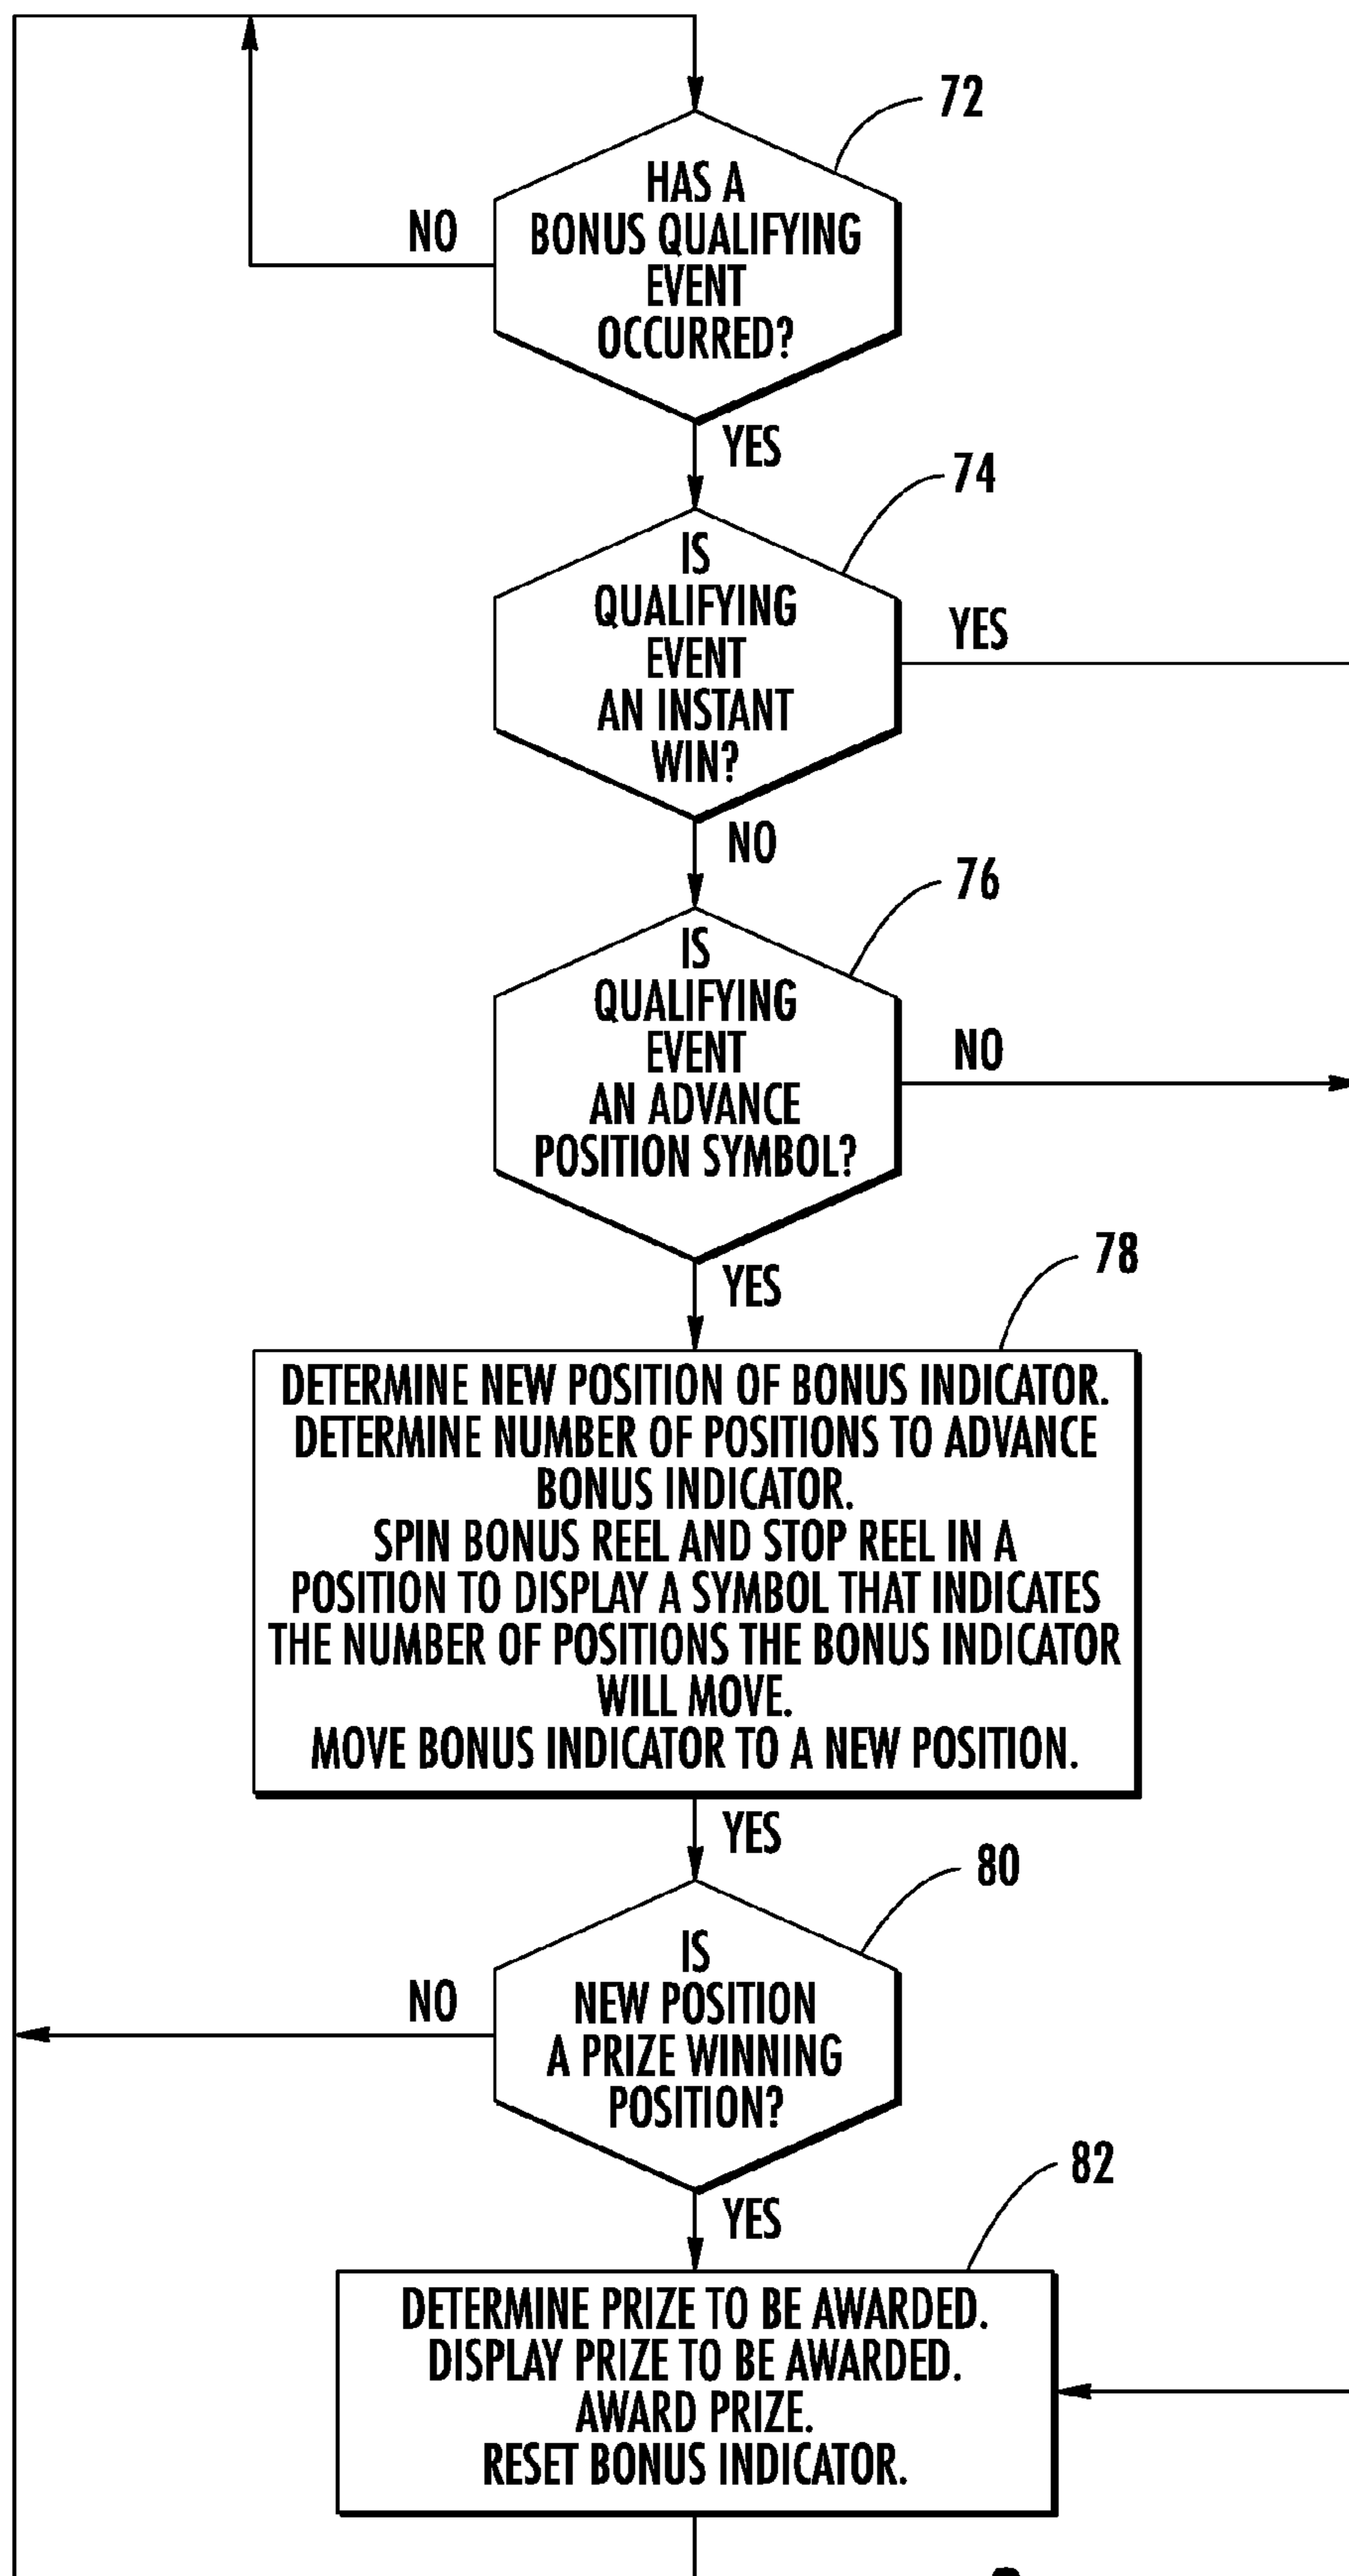 72
HAS A
BONUS QUALIFYING
EVENT
OCCURRED?
NO
YES
74
IS
QUALIFYING
EVENT
AN INSTANT
WIN?
YES
NO
76
IS
QUALIFYING
EVENT
AN ADVANCE
POSITION SYMBOL?
NO
YES
78
DETERMINE NEW POSITION OF BONUS INDICATOR.
DETERMINE NUMBER OF POSITIONS TO ADVANCE
BONUS INDICATOR.
SPIN BONUS REEL AND STOP REEL IN A
POSITION TO DISPLAY A SYMBOL THAT INDICATES
THE NUMBER OF POSITIONS THE BONUS INDICATOR
WILL MOVE.
MOVE BONUS INDICATOR TO A NEW POSITION.
YES
80
IS
NEW POSITION
A PRIZE WINNING
POSITION?
NO
YES
82
DETERMINE PRIZE TO BE AWARDED.
DISPLAY PRIZE TO BE AWARDED.
AWARD PRIZE.
RESET BONUS INDICATOR.